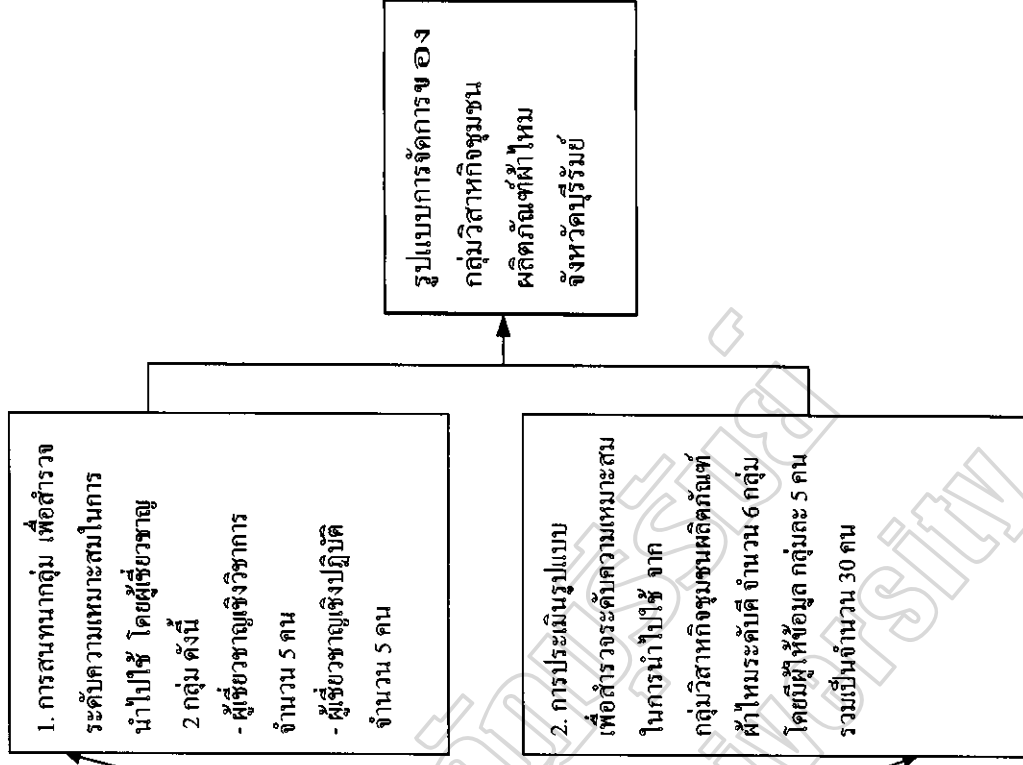 1. การสนทนากลุ่ม เพื่อสำรวจ
ระดับความเหมาะสมในการ
นำไปใช้ โดยผู้เชี่ยวชาญ
2 กลุ่ม ดังนี้
- ผู้เชี่ยวชาญเชิงวิชาการ
จำนวน 5 คน
- ผู้เชี่ยวชาญเชิงปฏิบัติ
จำนวน 5 คน
2. การประเมินรูปแบบ
เพื่อสำรวจระดับความเหมาะสม
ในการนำไปใช้ จาก
กลุ่มวิสาหกิจชุมชนผลิตภัณฑ์
ผ้าไหมระดับดี จำนวน 6 กลุ่ม
โดยมีผู้ให้ข้อมูล กลุ่มละ 5 คน
รวมเป็นจำนวน 30 คน
รูปแบบการจัดการข อง
กลุ่มวิสาหกิจชุมชน
ผลิตภัณฑ์ผ้าไหม
จังหวัดบุรีรัมย์